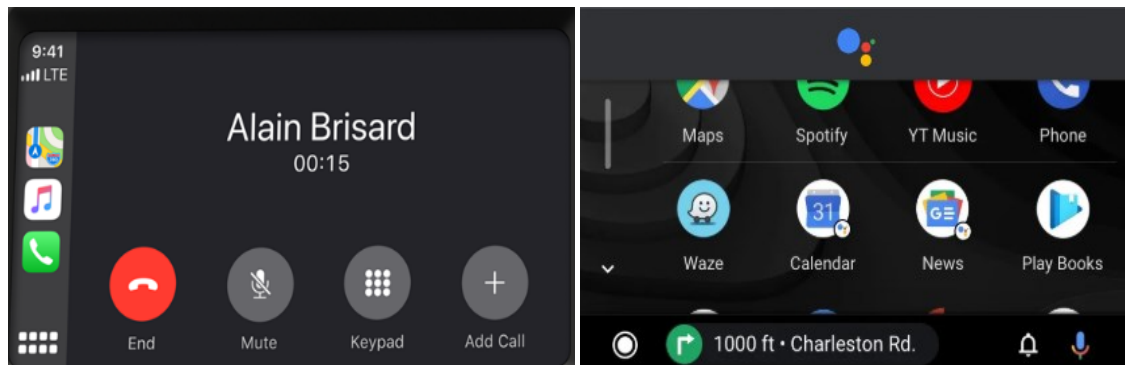 9:41
LTE
Alain Brisard
00:15
End
Mute
Keypad
Add Call
Maps
Spotify
YT Music
Phone
31
GE
Waze
Calendar
News
Play Books
1000 ft • Charleston Rd.